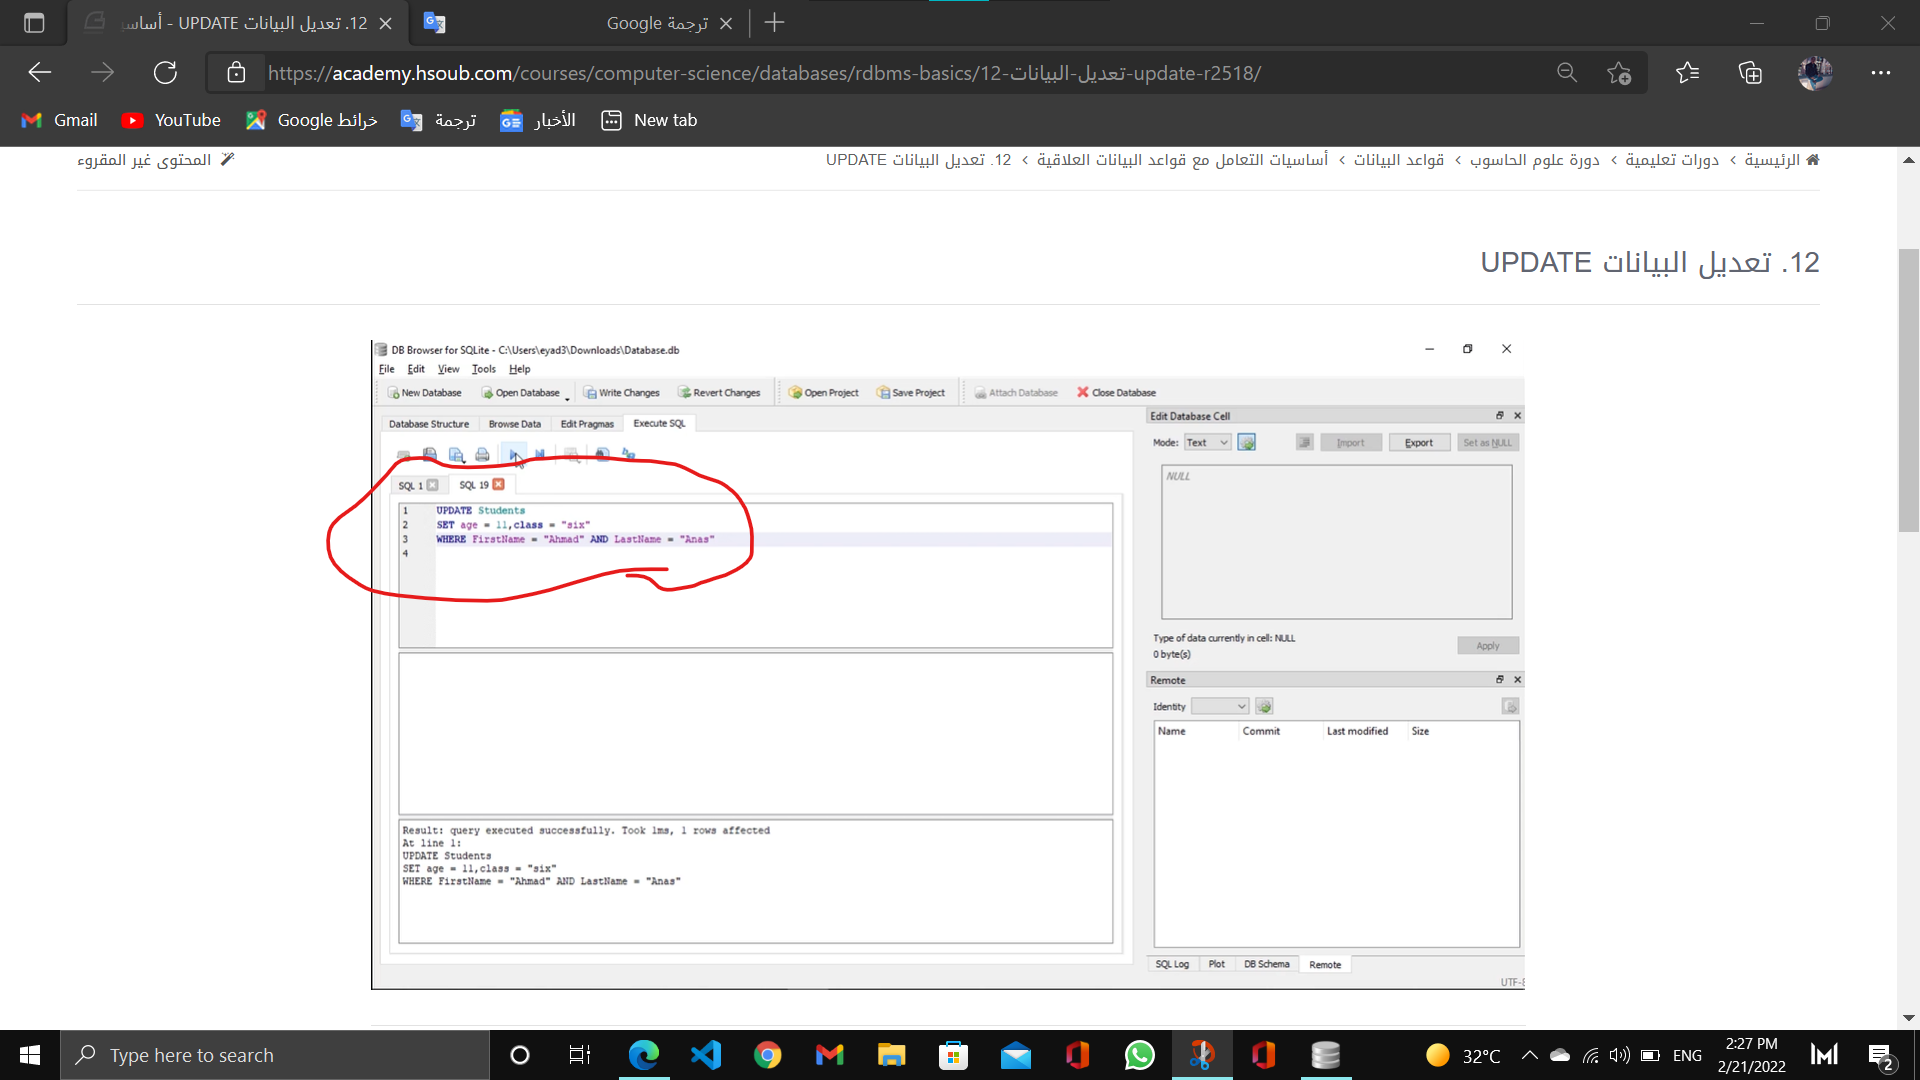 12. تعديل البيانات UPDATE - أساسي
ترجمة Google
https://academy.hsoub.com/courses/computer-science/databases/rdbms-basics/12-تعديل-البيانات-update-r2518/
Gmail
YouTube
خرائط Google
ترجمة
الأخبار
New tab
الرئيسية › دورات تعليمية › دورة علوم الحاسوب › قواعد البيانات › أساسيات التعامل مع قواعد البيانات العلاقية › 12. تعديل البيانات UPDATE
المحتوى غير المقروء
12. تعديل البيانات UPDATE
DB Browser for SQLite - C:\Users\eyad3\Downloads\Database.db
File Edit View Tools Help
New Database Open Database Write Changes Revert Changes Open Project Save Project Attach Database Close Database
Database Structure Browse Data Edit Pragmas Execute SQL
SQL 1 SQL 19
1 UPDATE Students
2 SET age = 11,class = "six"
3 WHERE FirstName = "Ahmad" AND LastName = "Anas"
4
Result: query executed successfully. Took 1ms, 1 rows affected
At line 1:
UPDATE Students
SET age = 11,class = "six"
WHERE FirstName = "Ahmad" AND LastName = "Anas"
Edit Database Cell
Mode: Text Import Export Set as NULL
NULL
Type of data currently in cell: NULL
0 byte(s)
Apply
Remote
Identity
Name Commit Last modified Size
SQL Log Plot DB Schema Remote
UTF-8
Type here to search
32°C
ENG
2:27 PM
2/21/2022
2